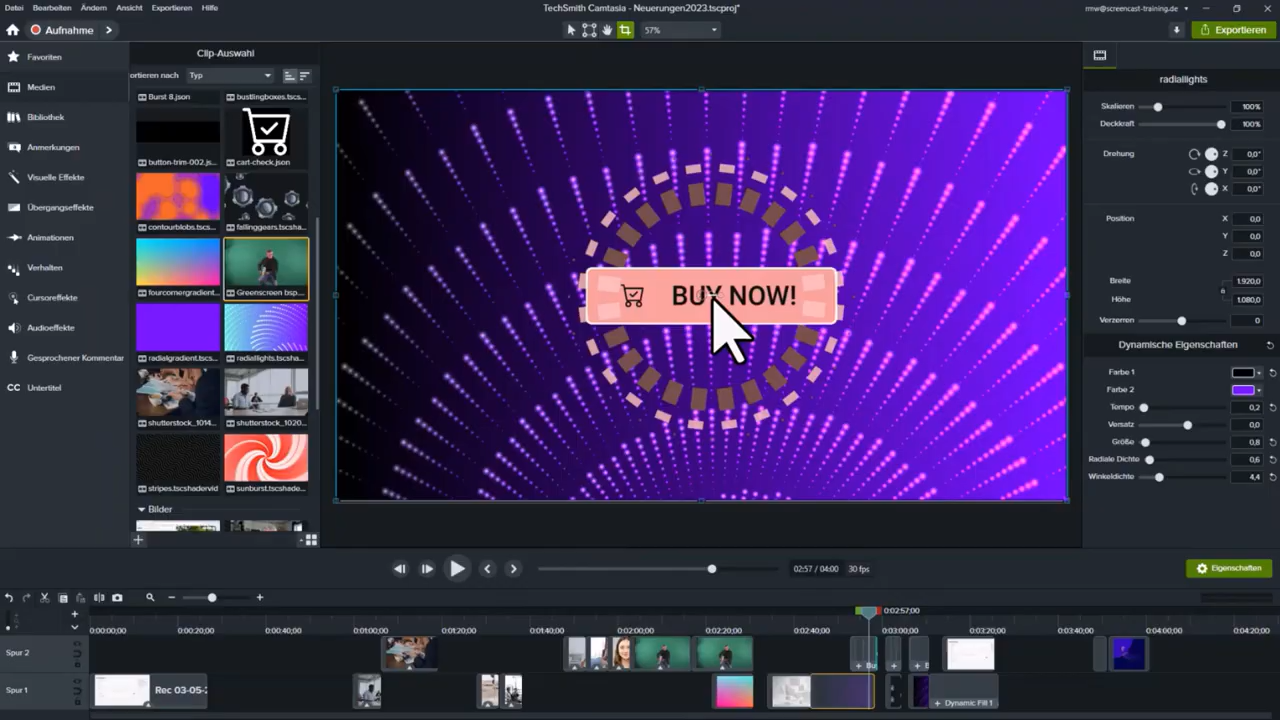 Datei Bearbeiten Ändern Ansicht Exportieren Hilfe
TechSmith Camtasia - Neuerungen2023.tscproj*
rmw@screencast-training.de
Aufnahme
57%
Exportieren
Favoriten
Medien
Bibliothek
Anmerkungen
Visuelle Effekte
Übergangseffekte
Animationen
Verhalten
Cursoreffekte
Audioeffekte
Gesprochener Kommentar
CC Untertitel
Clip-Auswahl
ortieren nach Typ
Burst 8.json bustlingboxes.tscs...
button-trim-002.js... cart-check.json
contourblobs.tscs... fallinggears.tscsha...
fourcornergradient... Greenscreen bsp....
radialgradient.tscs... radiallights.tscsha...
shutterstock_1014... shutterstock_1020...
stripes.tscshadervid sunburst.tscshade...
Bilder
BUY NOW!
radiallights
Skalieren 100%
Deckkraft 100%
Drehung Z 0,0°
Y 0,0°
X 0,0°
Position X 0,0
Y 0,0
Z 0,0
Breite 1.920,0
Höhe 1.080,0
Verzerren 0
Dynamische Eigenschaften
Farbe 1
Farbe 2
Tempo 0,2
Versatz 0,0
Größe 0,8
Radiale Dichte 0,6
Winkeldichte 4,4
02:57 / 04:00 30 fps
Eigenschaften
0:02:57;00
0:00:00;00 0:00:20;00 0:00:40;00 0:01:00;00 0:01:20;00 0:01:40;00 0:02:00;00 0:02:20;00 0:02:40;00 0:03:00;00 0:03:20;00 0:03:40;00 0:04:00;00 0:04:20;00
Spur 2
+ Bu + + B
Spur 1
Rec 03-05-2
+ Dynamic Fill 1